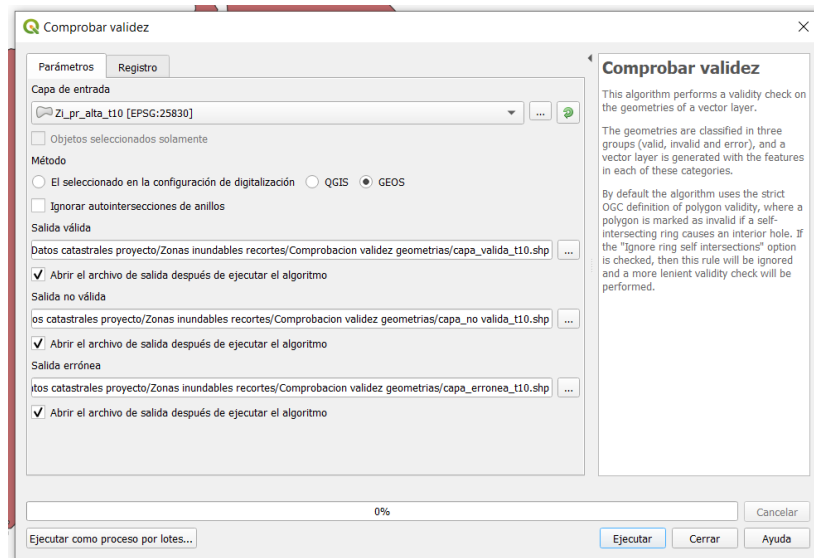 Comprobar validez
Parámetros
Registro
Capa de entrada
Zi_pr_alta_t10 [EPSG:25830]
...
Objetos seleccionados solamente
Método
El seleccionado en la configuración de digitalización
QGIS
GEOS
Ignorar autointersecciones de anillos
Salida válida
Datos catastrales proyecto/Zonas inundables recortes/Comprobacion validez geometrias/capa_valida_t10.shp
...
Abrir el archivo de salida después de ejecutar el algoritmo
Salida no válida
os catastrales proyecto/Zonas inundables recortes/Comprobacion validez geometrias/capa_no valida_t10.shp
...
Abrir el archivo de salida después de ejecutar el algoritmo
Salida errónea
tos catastrales proyecto/Zonas inundables recortes/Comprobacion validez geometrias/capa_erronea_t10.shp
...
Abrir el archivo de salida después de ejecutar el algoritmo
Comprobar validez
This algorithm performs a validity check on
the geometries of a vector layer.
The geometries are classified in three
groups (valid, invalid and error), and a
vector layer is generated with the features
in each of these categories.
By default the algorithm uses the strict
OGC definition of polygon validity, where a
polygon is marked as invalid if a self-
intersecting ring causes an interior hole. If
the "Ignore ring self intersections" option
is checked, then this rule will be ignored
and a more lenient validity check will be
performed.
0%
Cancelar
Ejecutar como proceso por lotes...
Ejecutar
Cerrar
Ayuda